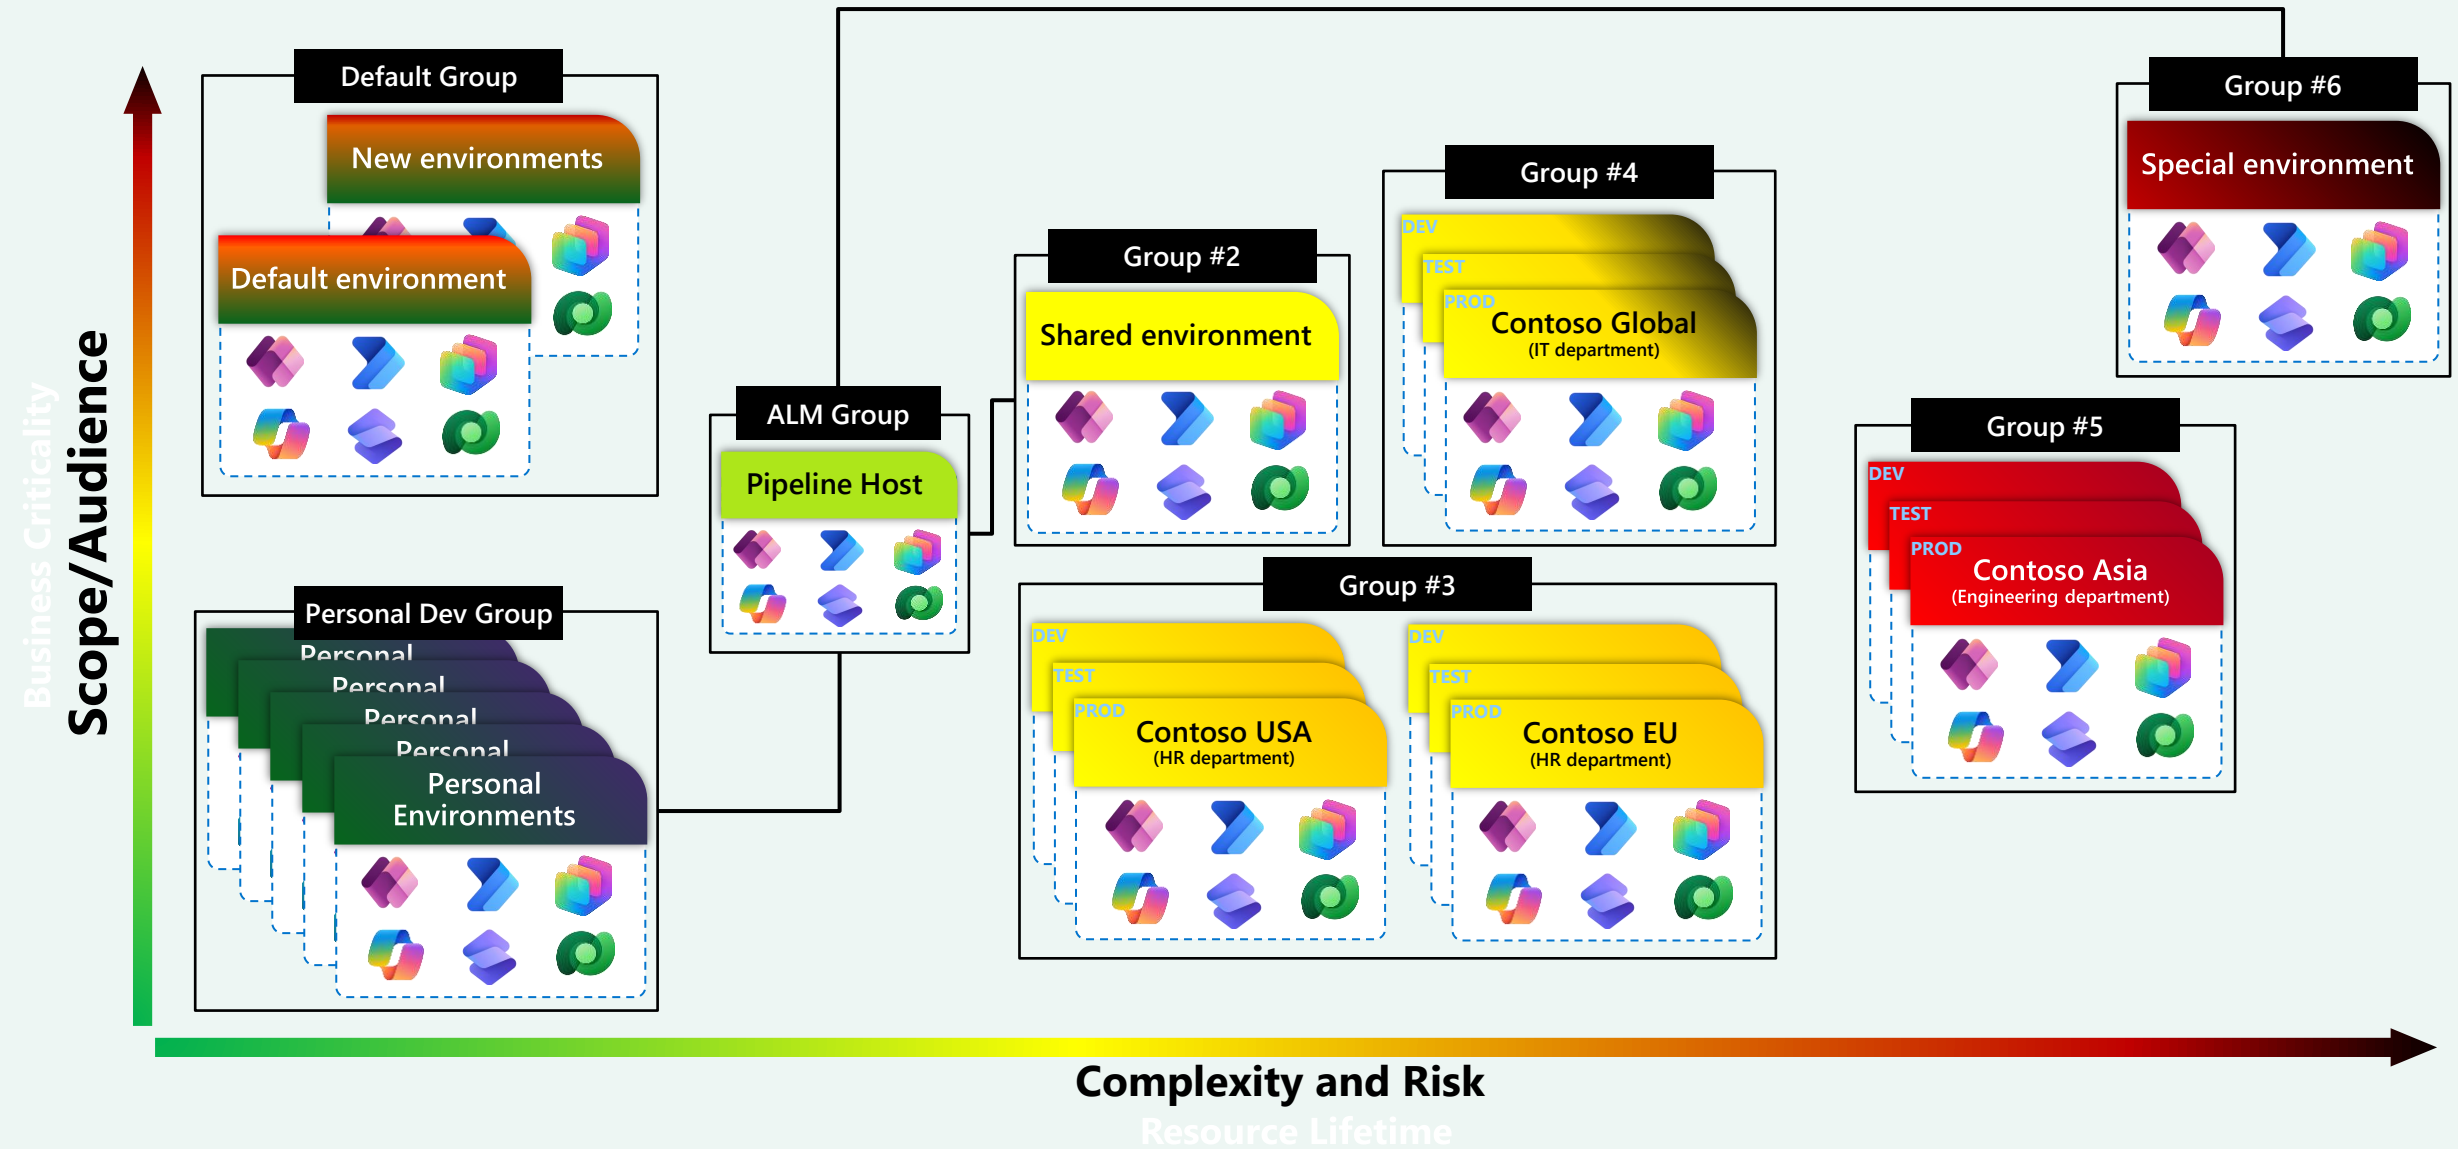 Default Group
New environments
Default environment
Personal Dev Group
Personal
Personal
Personal
Personal
Personal
Environments
ALM Group
Pipeline Host
Group #2
Shared environment
Group #4
DEV
TEST
PROD
Contoso Global
(IT department)
Group #3
DEV
TEST
PROD
Contoso USA
(HR department)
DEV
TEST
PROD
Contoso EU
(HR department)
Group #6
Special environment
Group #5
DEV
TEST
PROD
Contoso Asia
(Engineering department)
Business Criticality
Scope/Audience
Complexity and Risk
Resource Lifetime